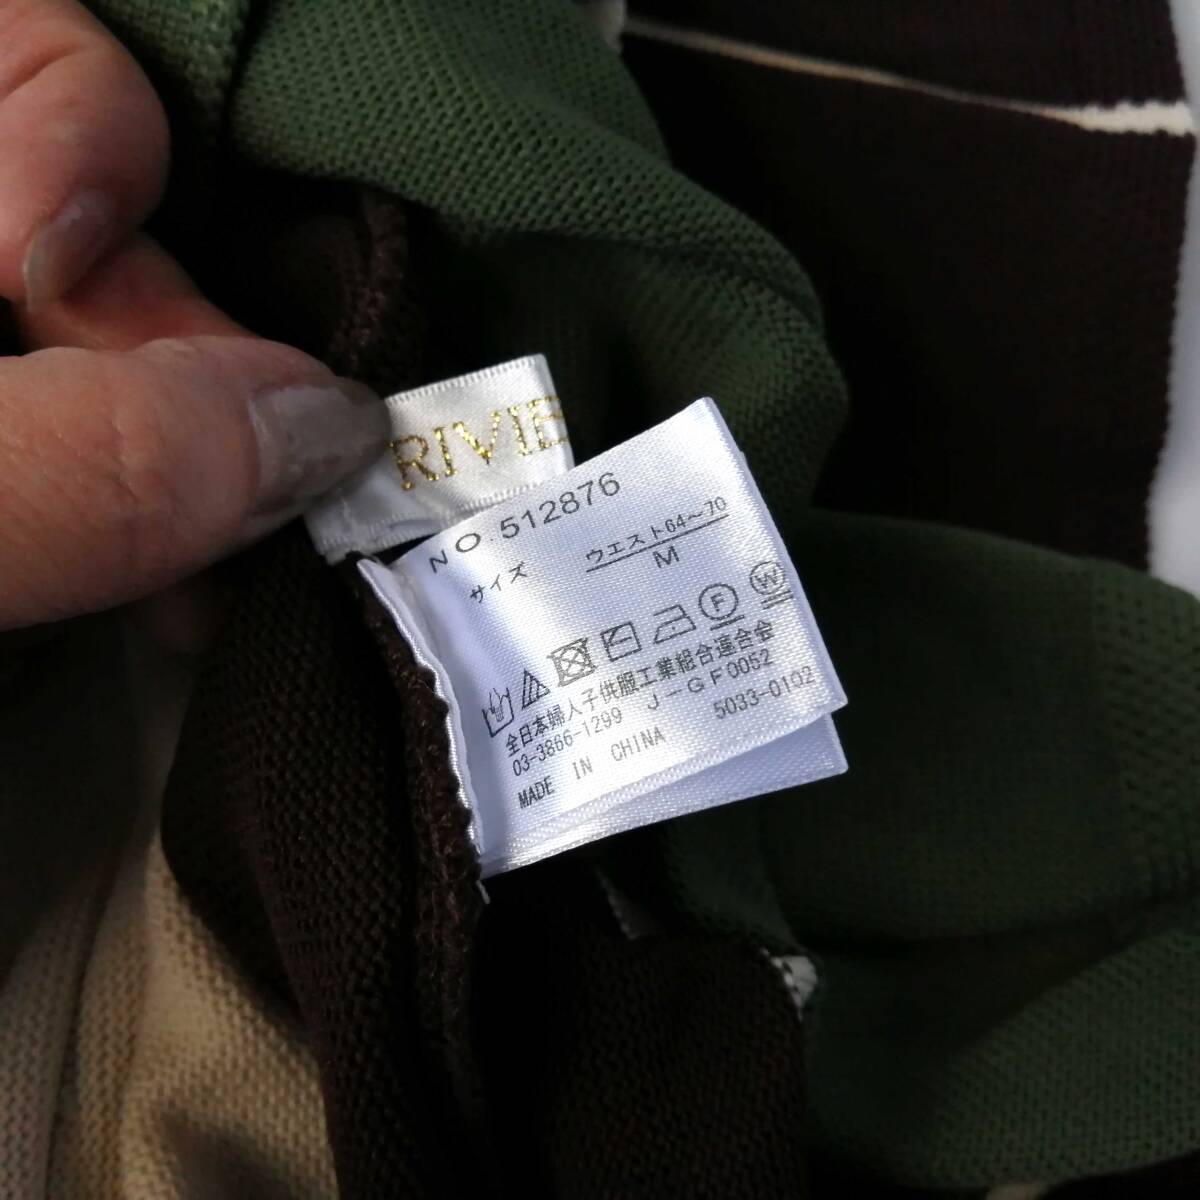 RIVIE
NO.512876
サイズ ウエスト64～70
M
F W
全日本婦人子供服工業組合連合会
03-3866-1299 J-GF0052
MADE IN CHINA 5033-0102